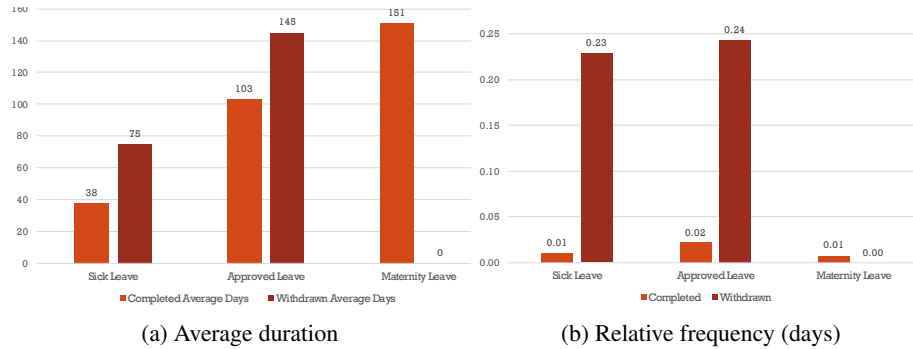 160
151
145
140
120
103
100
80
75
60
40
38
20
0
0
Sick Leave
Approved Leave
Maternity Leave
Completed Average Days
Withdrawn Average Days
(a) Average duration
0.25
0.24
0.23
0.20
0.15
0.10
0.05
0.02
0.01
0.01
0.00
0.00
Sick Leave
Approved Leave
Maternity Leave
Completed
Withdrawn
(b) Relative frequency (days)